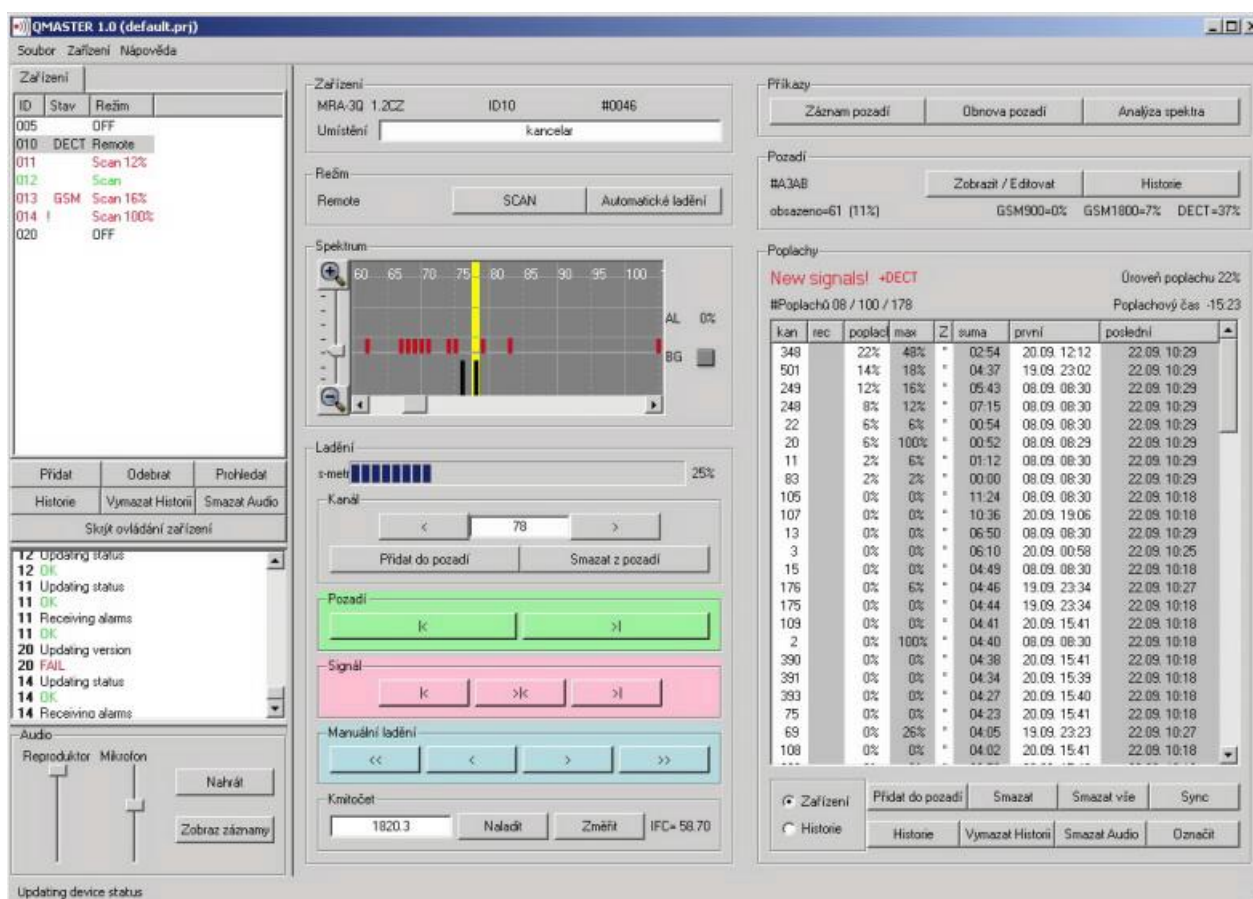 QMASTER 1.0 (default.prj)
Soubor Zařízení Nápověda
Zařízení
ID Stav Režim
005 OFF
010 DECT Remote
011 Scan 12%
012 Scan
013 GSM Scan 16%
014 ! Scan 100%
020 OFF
Přidat Odebrat Prohledat
Historie Vymazat Historii Smazat Audio
Skrýt ovládání zařízení
12 Updating status
12 OK
11 Updating status
11 OK
11 Receiving alarms
11 OK
20 Updating version
20 FAIL
14 Updating status
14 OK
14 Receiving alarms
Audio
Reproduktor Mikrofon
Nahrát
Zobraz záznamy
Updating device status
Zařízení
MRA-3Q 1.2CZ ID10 #0046
Umístění kancelar
Režim
Remote SCAN Automatické ladění
Spektrum
60 65 70 75 80 85 90 95 100
AL 0%
BG
Ladění
s-metr 25%
Kanál
< 78 >
Přidat do pozadí Smazat z pozadí
Pozadí
|< >|
Signál
|< >|< >|
Manuální ladění
<< < > >>
Kmitočet
1820.3 Naladit Změřit IFC= 58.70
Příkazy
Záznam pozadí Obnova pozadí Analýza spektra
Pozadí
#A3AB Zobrazit / Editovat Historie
obsazeno=61 (11%) GSM900=0% GSM1800=7% DECT=37%
Poplachy
New signals! +DECT Úroveň poplachu 22%
#Poplachů 08 / 100 / 178 Poplachový čas -15:23
kan rec poplacl max Z suma první poslední
348 22% 48% * 02:54 20.09. 12:12 22.09. 10:29
501 14% 18% * 04:37 19.09. 23:02 22.09. 10:29
249 12% 16% * 05:43 08.09. 08:30 22.09. 10:29
248 8% 12% * 07:15 08.09. 08:30 22.09. 10:29
22 6% 6% * 00:54 08.09. 08:30 22.09. 10:29
20 6% 100% * 00:52 08.09. 08:29 22.09. 10:29
11 2% 6% * 01:12 08.09. 08:30 22.09. 10:29
83 2% 2% * 00:00 08.09. 08:30 22.09. 10:29
105 0% 0% * 11:24 08.09. 08:30 22.09. 10:18
107 0% 0% * 10:36 20.09. 19:06 22.09. 10:18
13 0% 0% * 06:50 08.09. 08:30 22.09. 10:29
3 0% 0% * 06:10 20.09. 00:58 22.09. 10:25
15 0% 0% * 04:49 08.09. 08:30 22.09. 10:18
176 0% 6% * 04:46 19.09. 23:34 22.09. 10:27
175 0% 0% * 04:44 19.09. 23:34 22.09. 10:18
109 0% 0% * 04:41 20.09. 15:41 22.09. 10:18
2 0% 100% * 04:40 08.09. 08:30 22.09. 10:18
390 0% 0% * 04:38 20.09. 15:41 22.09. 10:18
391 0% 0% * 04:34 20.09. 15:39 22.09. 10:18
393 0% 0% * 04:27 20.09. 15:40 22.09. 10:18
75 0% 0% * 04:23 20.09. 15:41 22.09. 10:18
69 0% 26% * 04:05 19.09. 23:23 22.09. 10:27
108 0% 0% * 04:02 20.09. 15:41 22.09. 10:18
Zařízení Přidat do pozadí Smazat Smazat vše Sync
Historie Historie Vymazat Historii Smazat Audio Označit